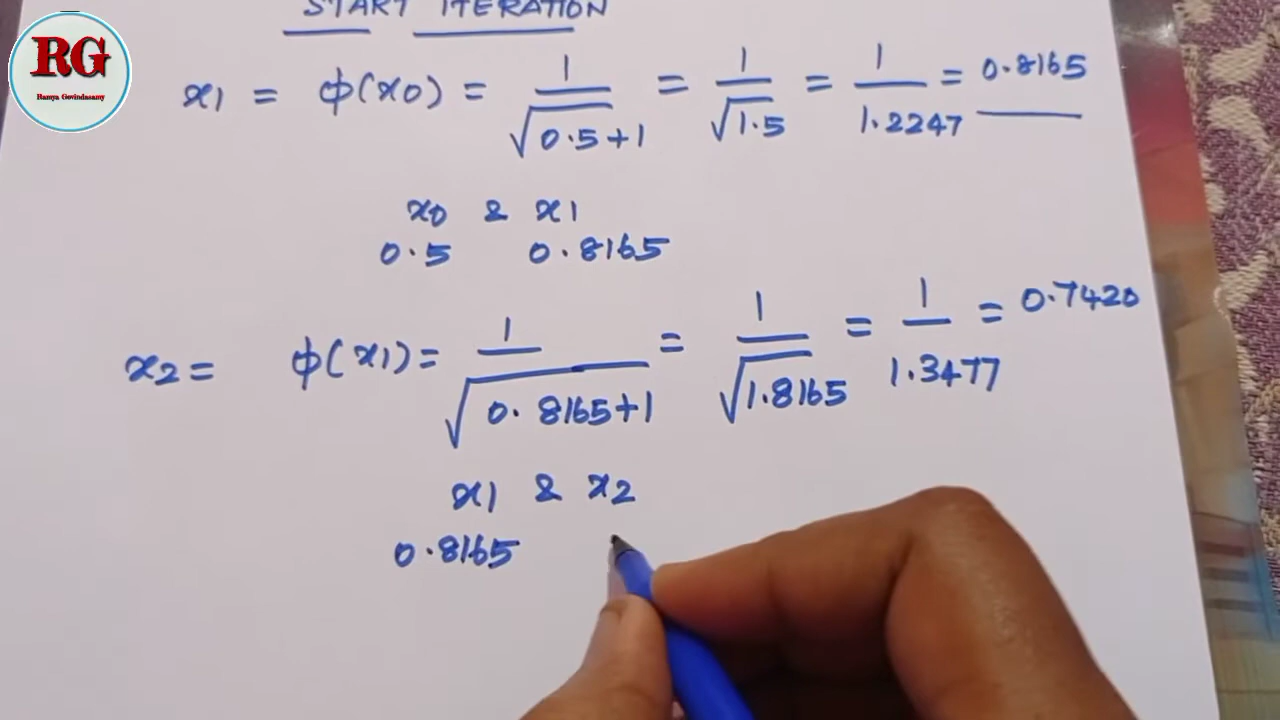 RG
Ramya Govindasamy
START ITERATION
x1 = φ(x0) = 1/√0.5+1 = 1/√1.5 = 1/1.2247 = 0.8165
x0 & x1
0.5 0.8165
x2 = φ(x1) = 1/√0.8165+1 = 1/√1.8165 = 1/1.3477 = 0.7420
x1 & x2
0.8165